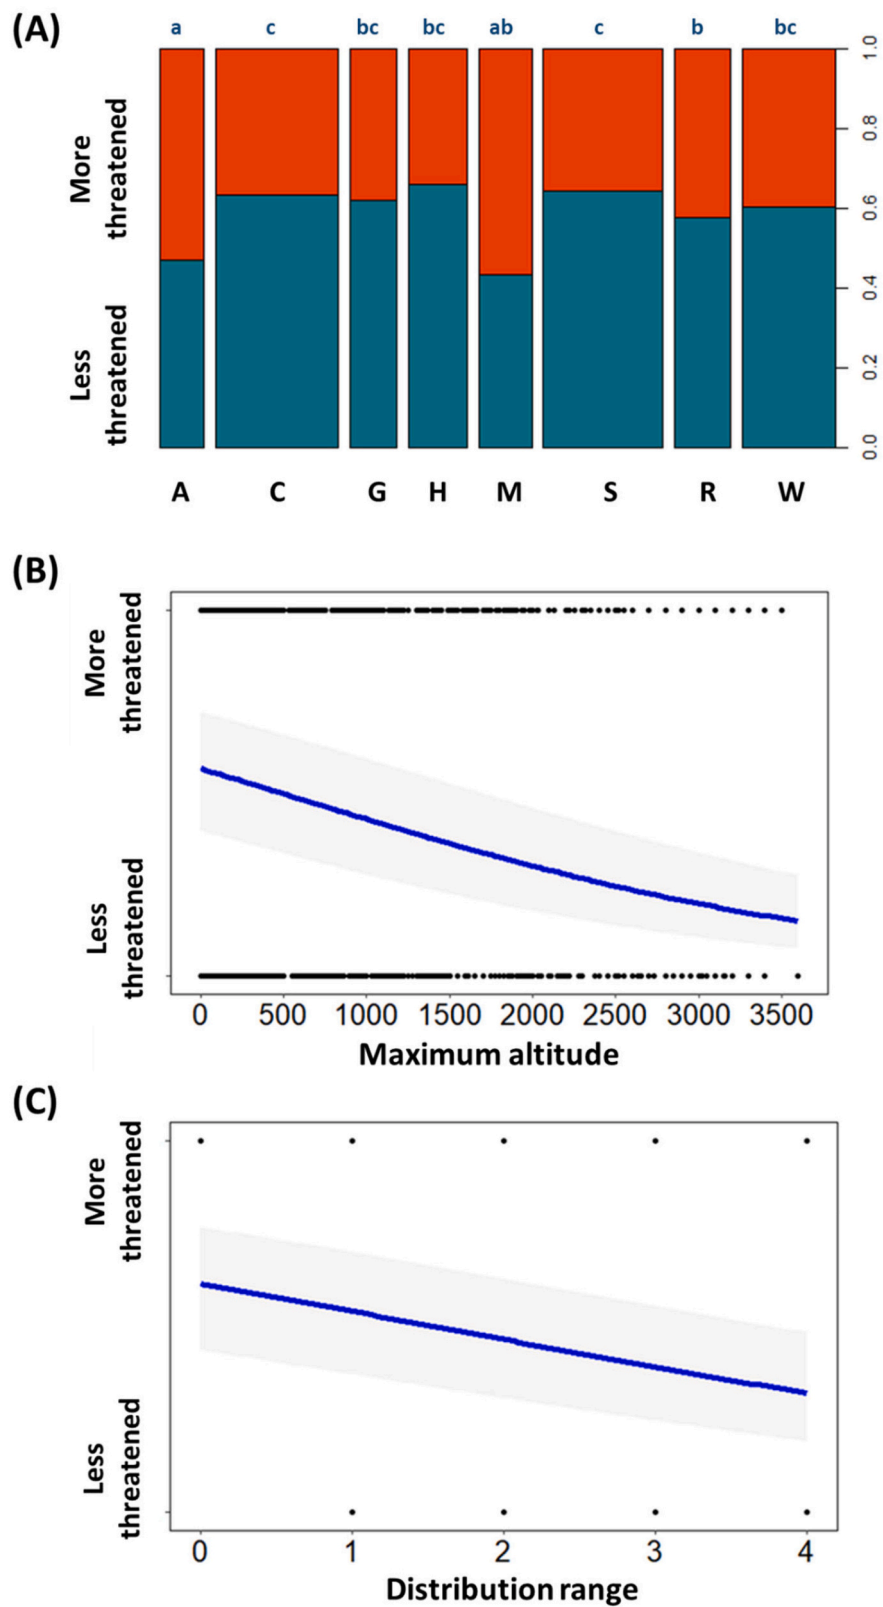 (A)
a c bc bc ab c b bc
More
threatened
Less
threatened
1.0
0.8
0.6
0.4
0.2
0.0
A C G H M S R W
(B)
More
threatened
Less
threatened
0 500 1000 1500 2000 2500 3000 3500
Maximum altitude
(C)
More
threatened
Less
threatened
0 1 2 3 4
Distribution range